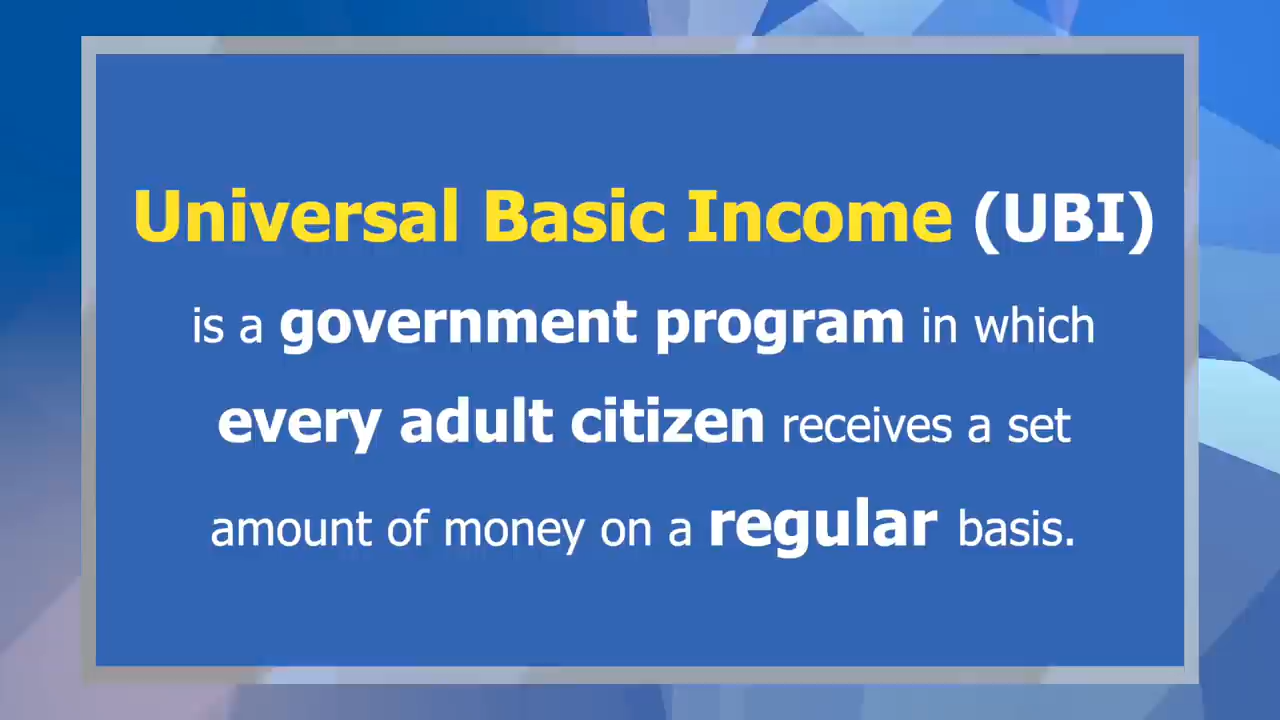 Universal Basic Income (UBI)
is a government program in which
every adult citizen receives a set
amount of money on a regular basis.